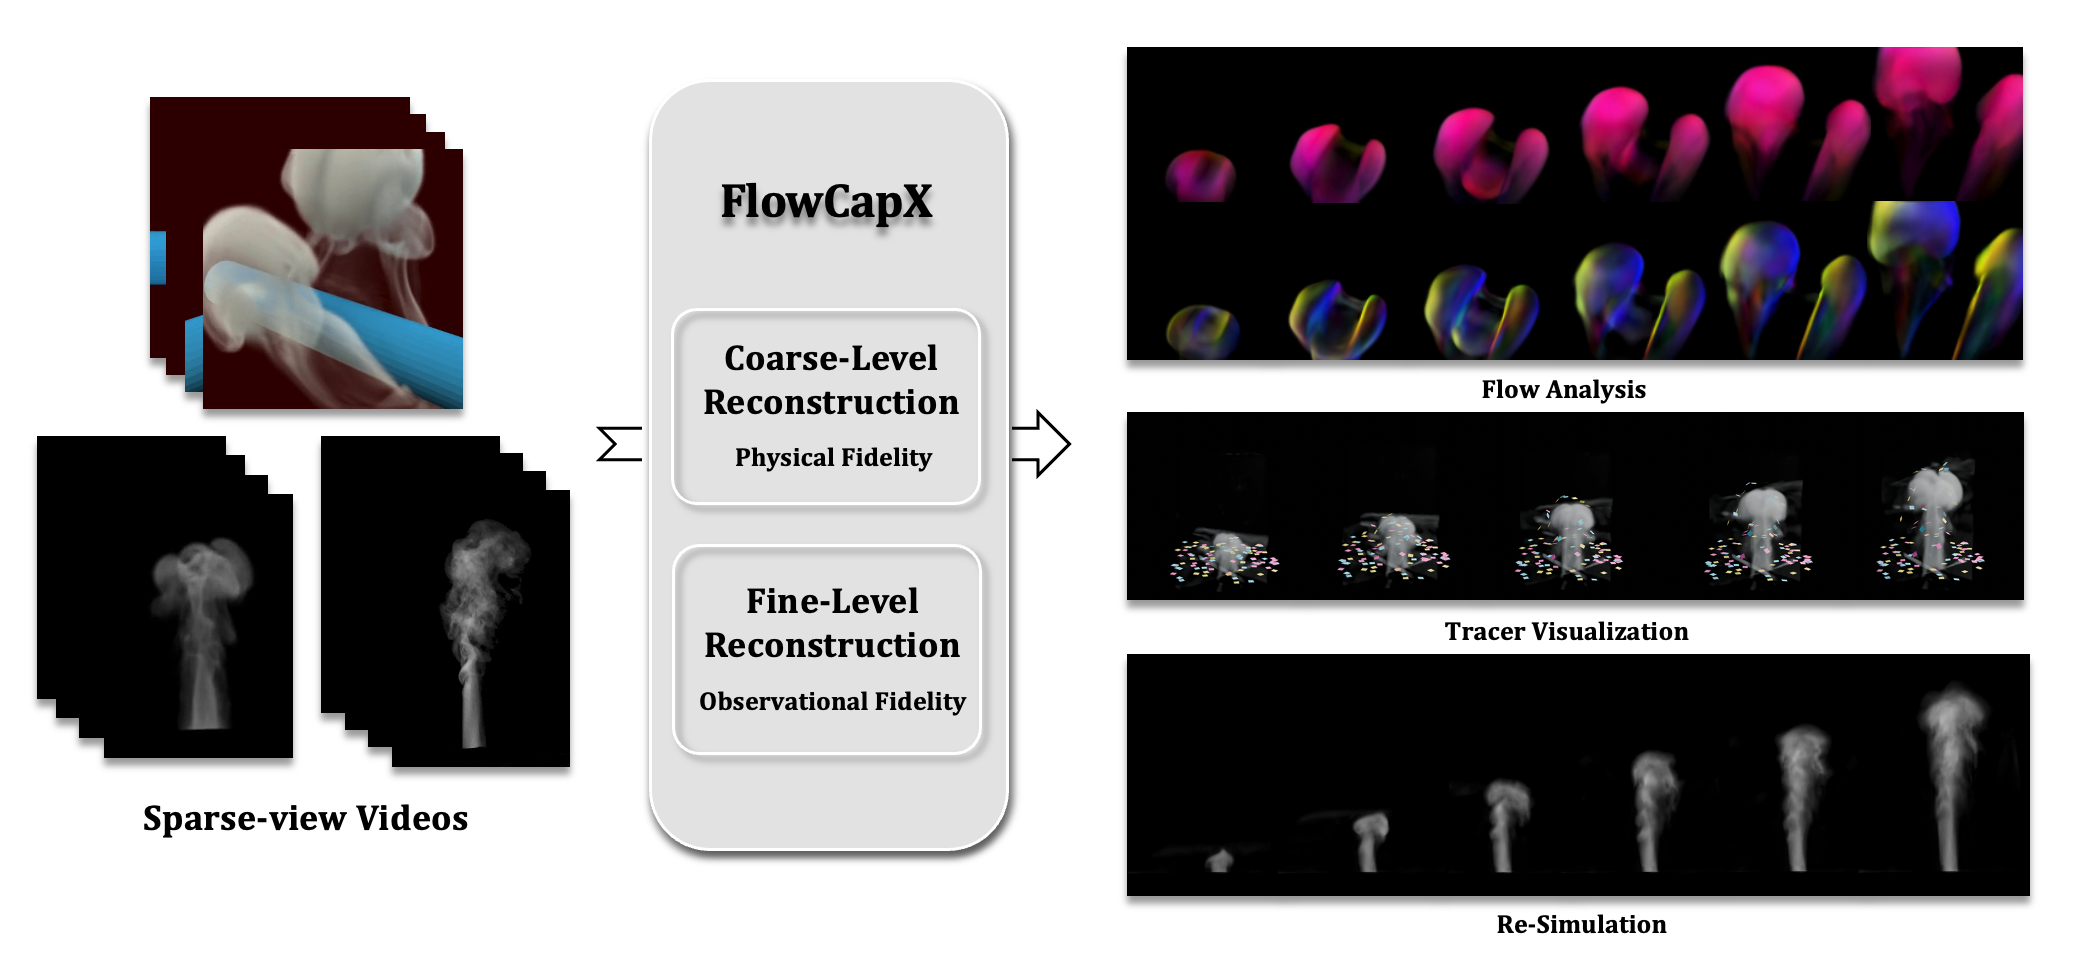 Sparse-view Videos
FlowCapX
Coarse-Level
Reconstruction
Physical Fidelity
Fine-Level
Reconstruction
Observational Fidelity
Flow Analysis
Tracer Visualization
Re-Simulation